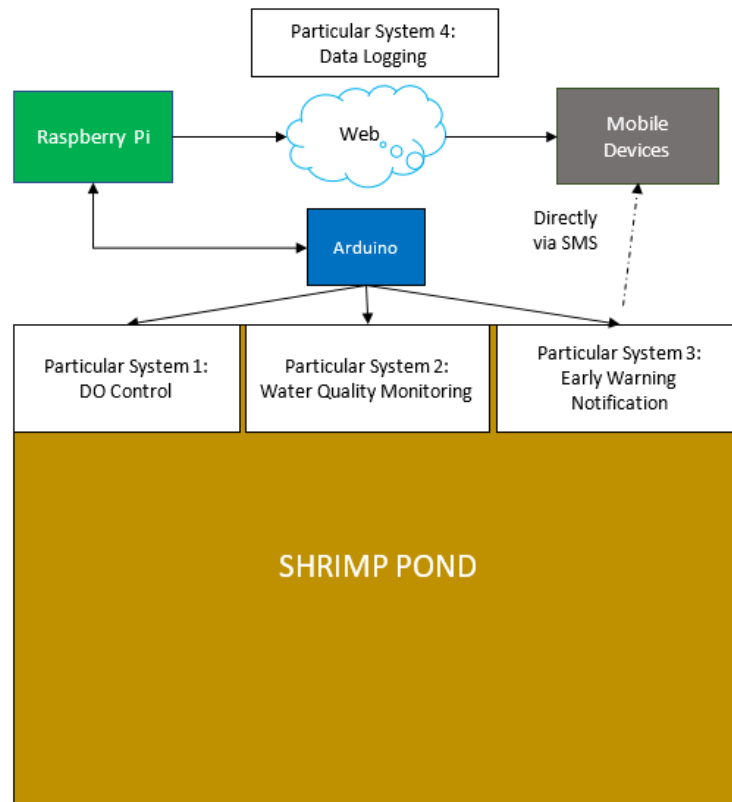 Particular System 4:
Data Logging
Raspberry Pi
Web
Mobile
Devices
Directly
via SMS
Arduino
Particular System 1:
DO Control
Particular System 2:
Water Quality Monitoring
Particular System 3:
Early Warning
Notification
SHRIMP POND